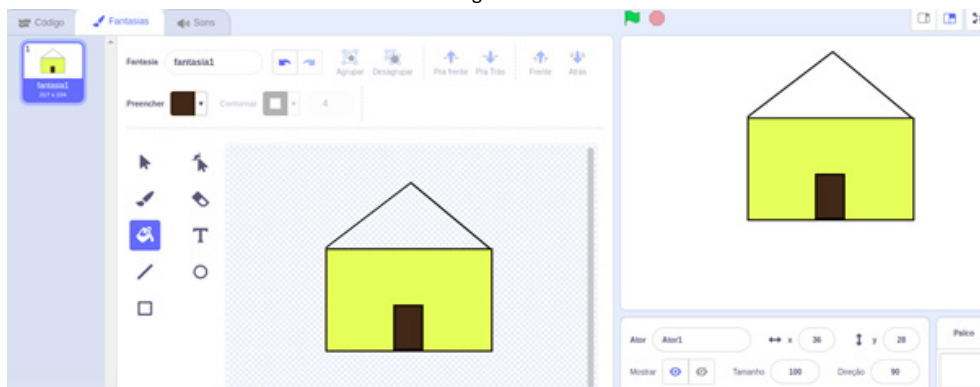 Código Fantasias Sons
1
fantasia1
Fantasia fantasia1 Agrupar Desagrupar Pra frente Pra Trás Frente Atrás
Preencher Contornar 4
T
Ator Ator1 x 36 y 28
Mostrar Tamanho 100 Direção 90
Palco